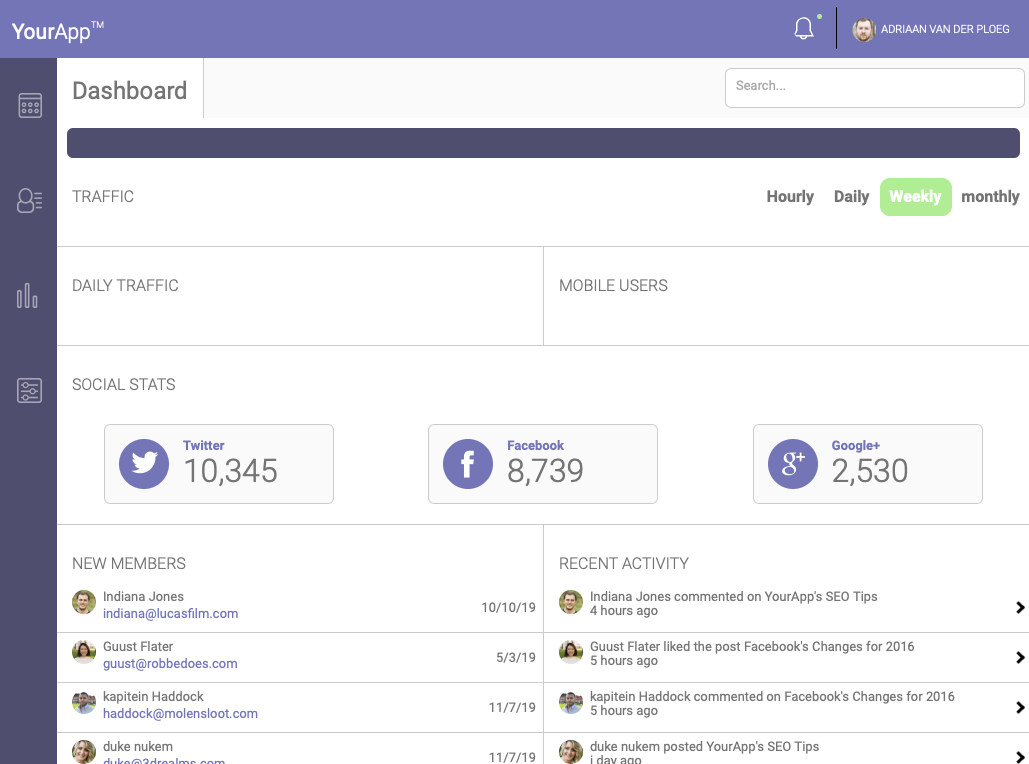 YourApp™
ADRIAAN VAN DER PLOEG
Dashboard
Search...
TRAFFIC
Hourly Daily Weekly monthly
DAILY TRAFFIC
MOBILE USERS
SOCIAL STATS
Twitter
10,345
Facebook
8,739
Google+
2,530
NEW MEMBERS
Indiana Jones
indiana@lucasfilm.com
10/10/19
Guust Flater
guust@robbedoes.com
5/3/19
kapitein Haddock
haddock@molensloot.com
11/7/19
duke nukem
duke@3drealms.com
11/7/19
RECENT ACTIVITY
Indiana Jones commented on YourApp's SEO Tips
4 hours ago
Guust Flater liked the post Facebook's Changes for 2016
5 hours ago
kapitein Haddock commented on Facebook's Changes for 2016
5 hours ago
duke nukem posted YourApp's SEO Tips
i day ago